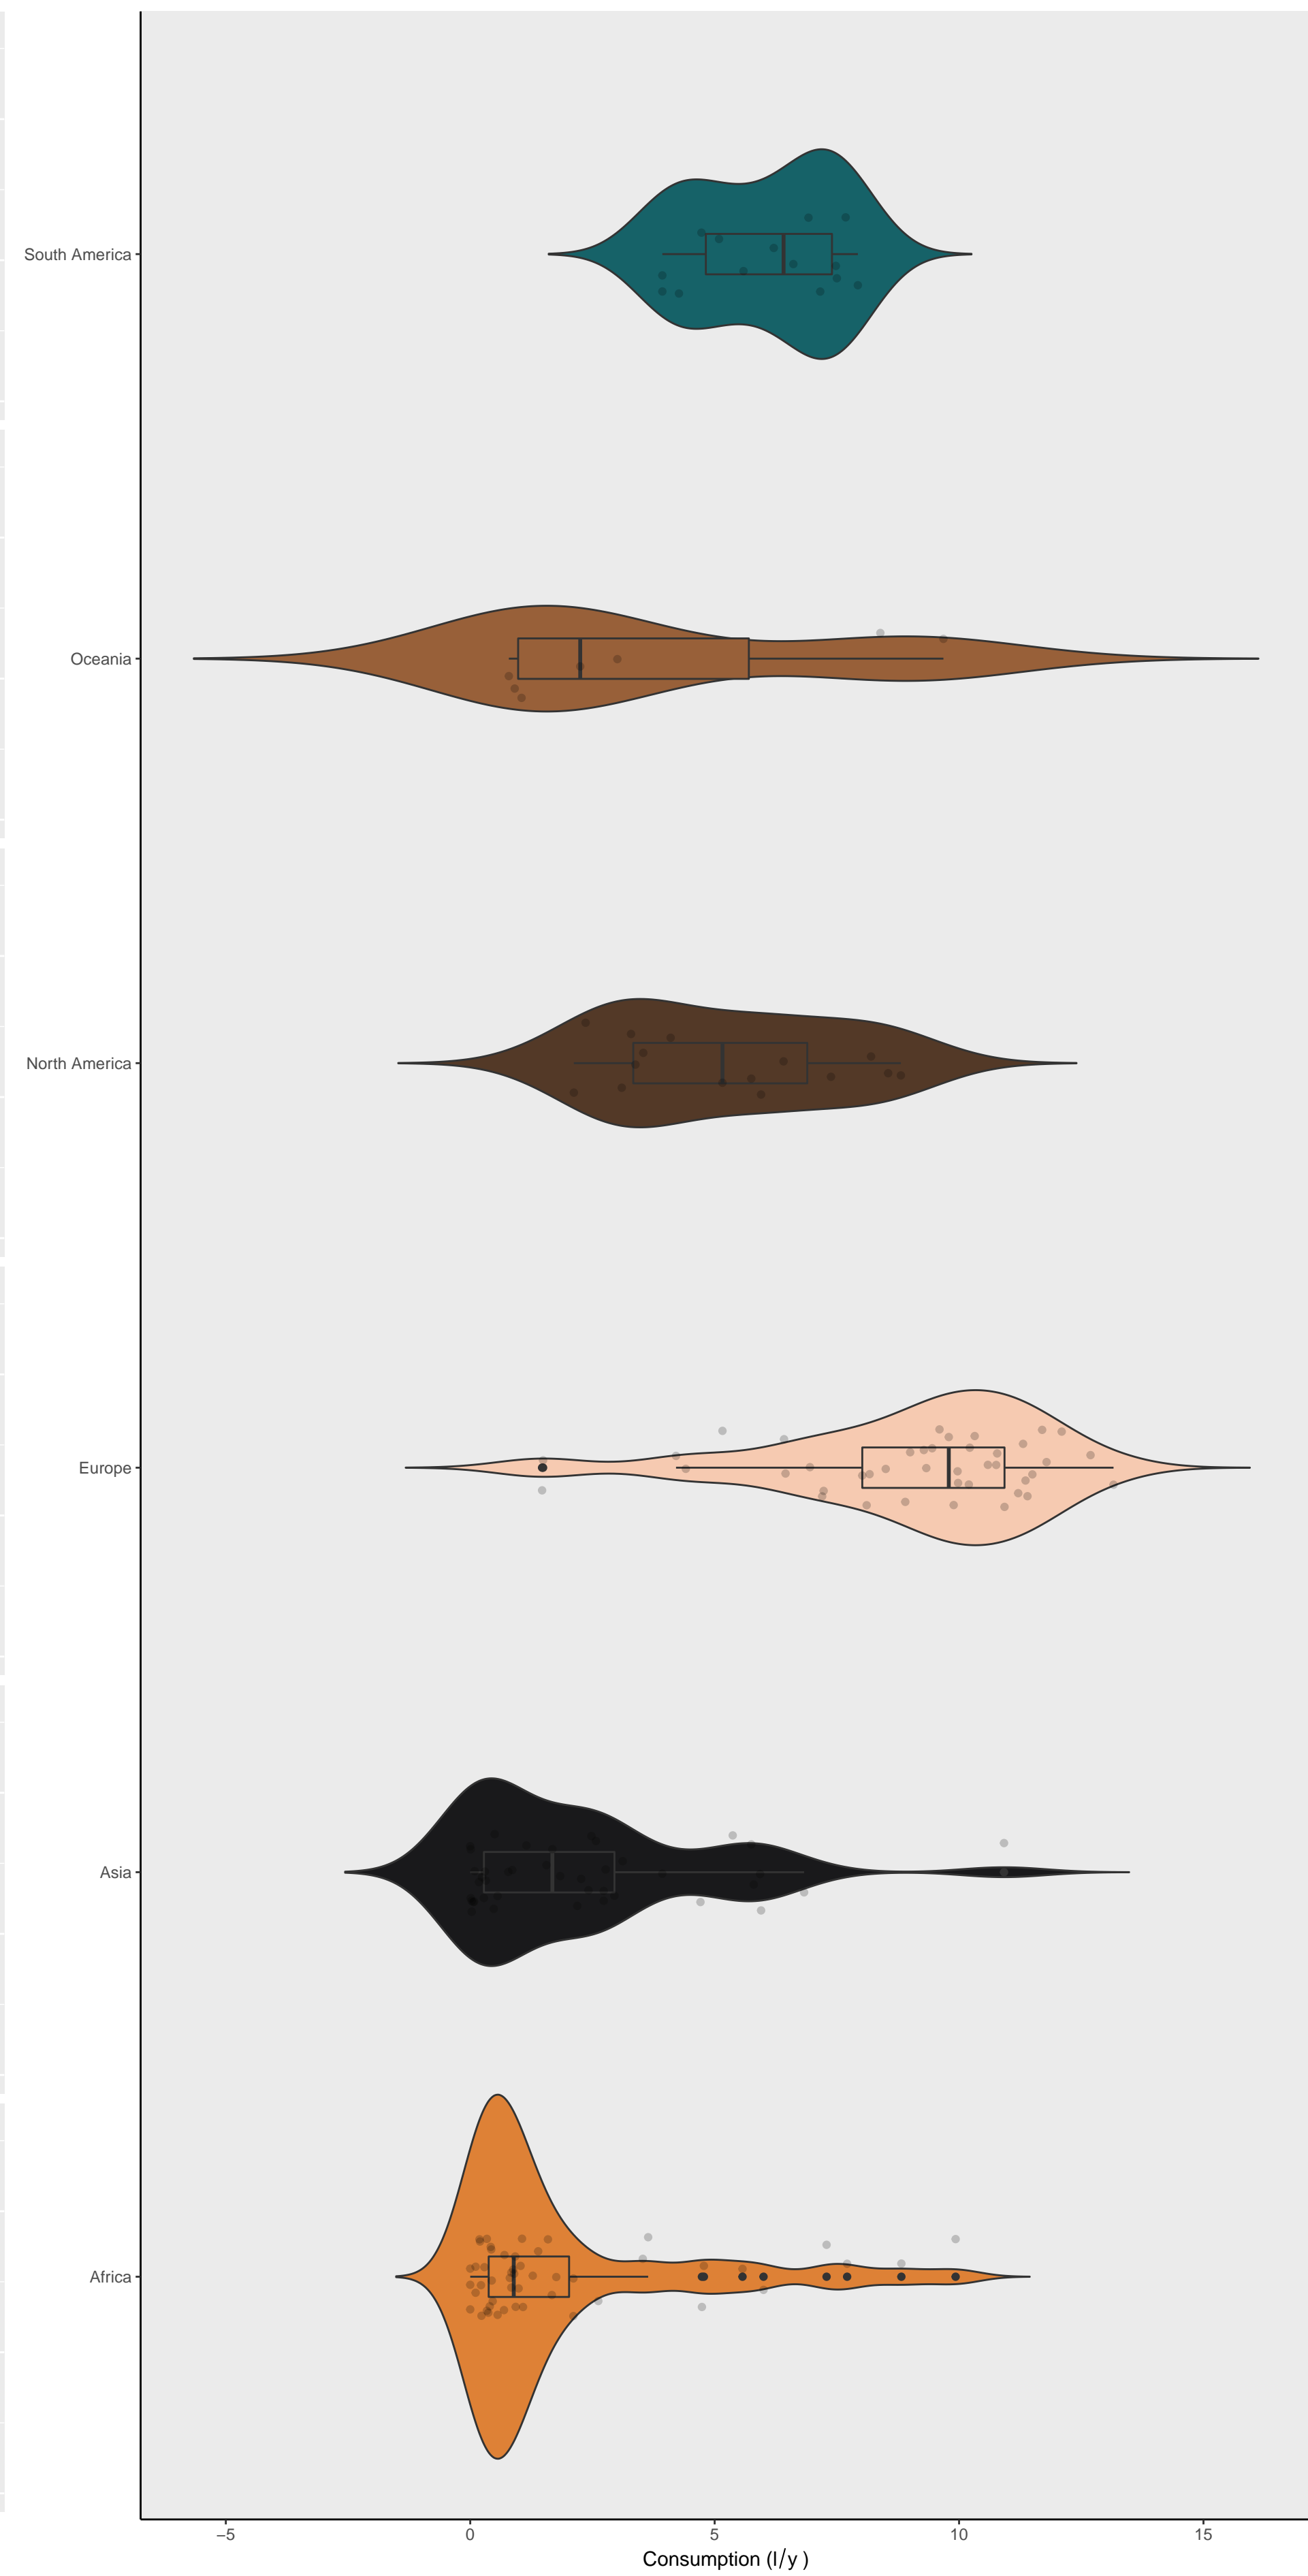 South America
Oceania
North America
Europe
Asia
Africa
−5 0 5 10 15
Consumption (l/y )